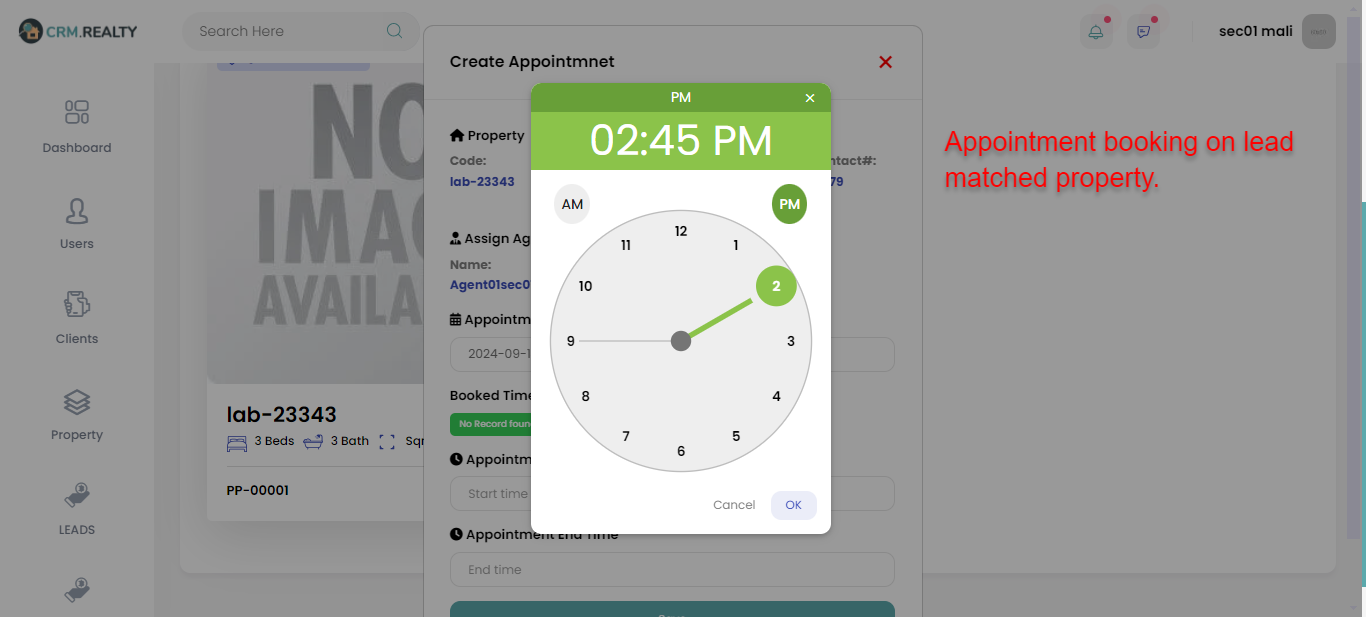 CRM.REALTY
Search Here
sec01 mali
Create Appointmnet
PM
×
02:45 PM
Appointment booking on lead
matched property.
Dashboard
Users
Clients
Property
LEADS
NO
IMA
AVAILA
lab-23343
3 Beds 3 Bath Sqr
PP-00001
Property
Code:
lab-23343
ntact#:
79
Assign Ag
Name:
Agent01sec0
Appointm
2024-09-1
Booked Time
No Record foun
Appointm
Start time
Appointment End Time
End time
AM
PM
12
1
2
3
4
5
6
7
8
9
10
11
Cancel
OK